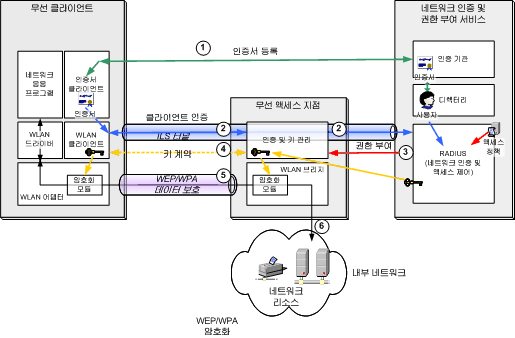 무선 클라이언트
네트워크 인증 및
권한 부여 서비스
1
인증서 등록
네트워크
응용
프로그램
인증서
클라이언트
인증서
인증 기관
인증서
디렉터리
사용자
클라이언트 인증
무선 액세스 지점
WLAN
드라이버
WLAN
클라이언트
2
ILS 터널
인증 및 키 관리
2
키 계약
4
권한 부여
3
액세스
정책
RADIUS
(네트워크 인증 및
액세스 제어)
WLAN 브리지
암호화
모듈
WLAN 어댑터
WEP/WPA
데이터 보호
5
암호화
모듈
6
네트워크
리소스
내부 네트워크
WEP/WPA
암호화